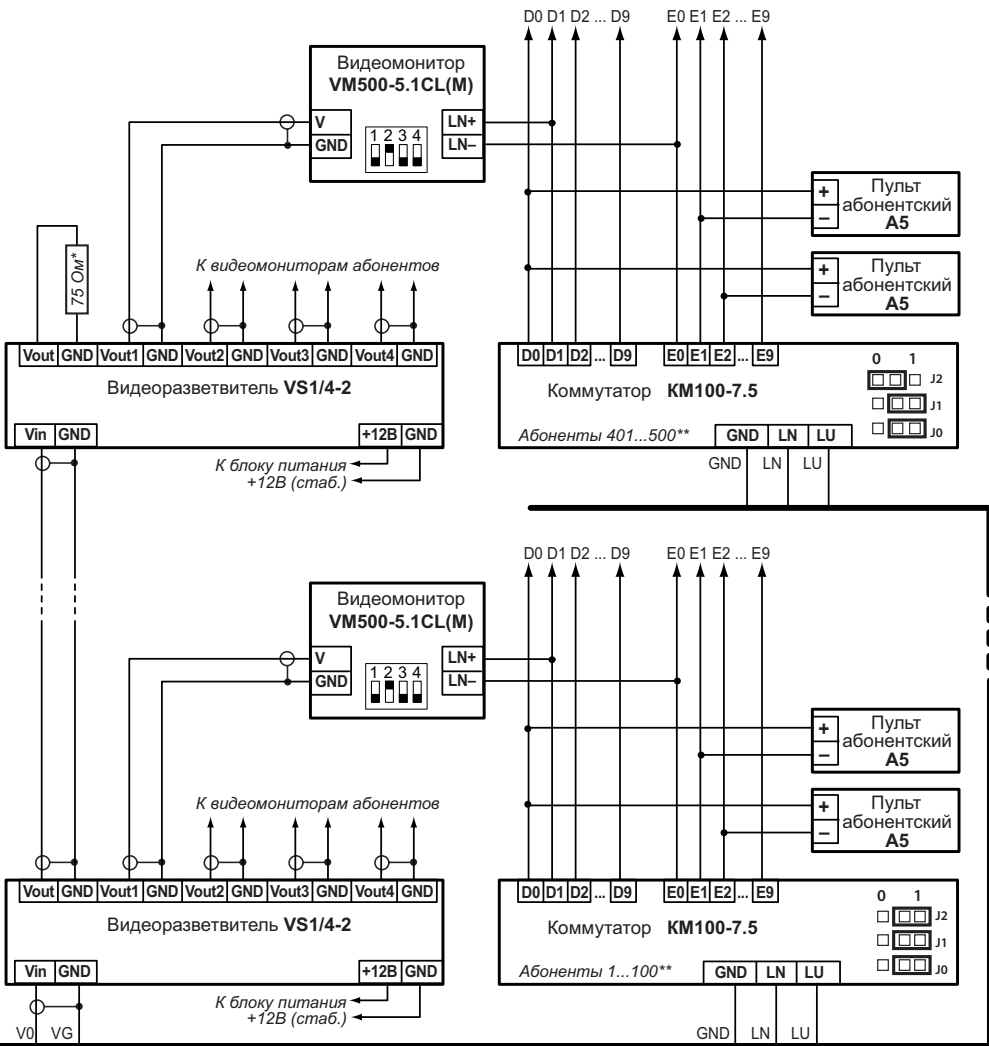 D0 D1 D2 ... D9 E0 E1 E2 ... E9
Видеомонитор
VM500-5.1CL(M)
V LN+
GND 1 2 3 4 LN–
+ Пульт
– абонентский
A5
+ Пульт
– абонентский
A5
75 Ом*
К видеомониторам абонентов
Vout GND Vout1 GND Vout2 GND Vout3 GND Vout4 GND
Видеоразветвитель VS1/4-2
Vin GND +12В GND
К блоку питания
+12В (стаб.)
D0 D1 D2 ... D9 E0 E1 E2 ... E9
Коммутатор КМ100-7.5
0 1
J2
J1
J0
Абоненты 401...500**
GND LN LU
GND LN LU
D0 D1 D2 ... D9 E0 E1 E2 ... E9
Видеомонитор
VM500-5.1CL(M)
V LN+
GND 1 2 3 4 LN–
+ Пульт
– абонентский
A5
+ Пульт
– абонентский
A5
К видеомониторам абонентов
Vout GND Vout1 GND Vout2 GND Vout3 GND Vout4 GND
Видеоразветвитель VS1/4-2
Vin GND +12В GND
К блоку питания
+12В (стаб.)
V0 VG
D0 D1 D2 ... D9 E0 E1 E2 ... E9
Коммутатор КМ100-7.5
0 1
J2
J1
J0
Абоненты 1...100**
GND LN LU
GND LN LU